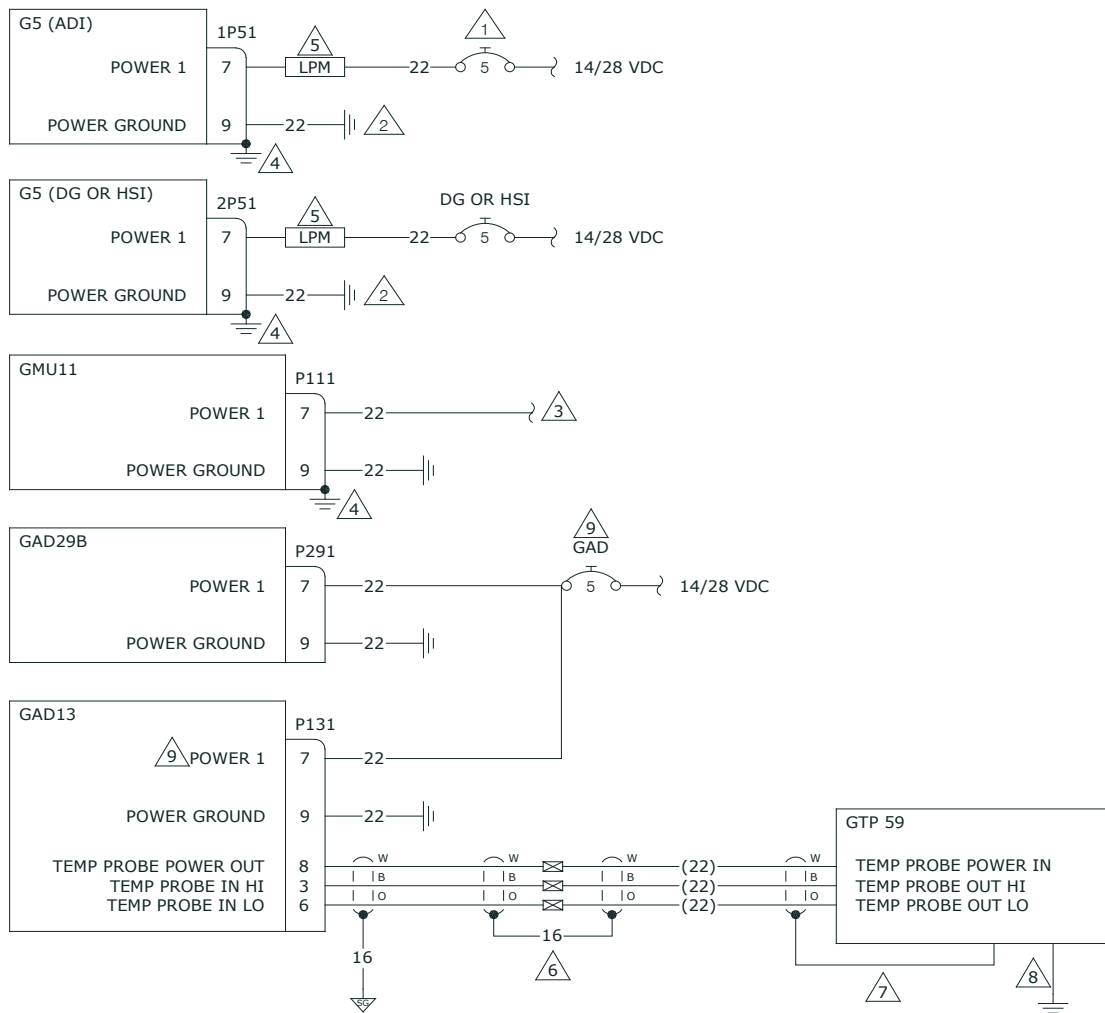 G5 (ADI)
1P51
POWER 1 7 5 LPM 22 1 5 14/28 VDC
POWER GROUND 9 22 2
4
G5 (DG OR HSI)
2P51
DG OR HSI
POWER 1 7 5 LPM 22 5 14/28 VDC
POWER GROUND 9 22 2
4
GMU11
P111
POWER 1 7 22 3
POWER GROUND 9 22
4
GAD29B
P291
9
GAD
POWER 1 7 22 5 14/28 VDC
POWER GROUND 9 22
GAD13
P131
9 POWER 1 7 22
POWER GROUND 9 22
GTP 59
TEMP PROBE POWER OUT 8 W W W (22) W TEMP PROBE POWER IN
TEMP PROBE IN HI 3 B B B (22) B TEMP PROBE OUT HI
TEMP PROBE IN LO 6 O O O (22) O TEMP PROBE OUT LO
16 16
6 7 8
SG